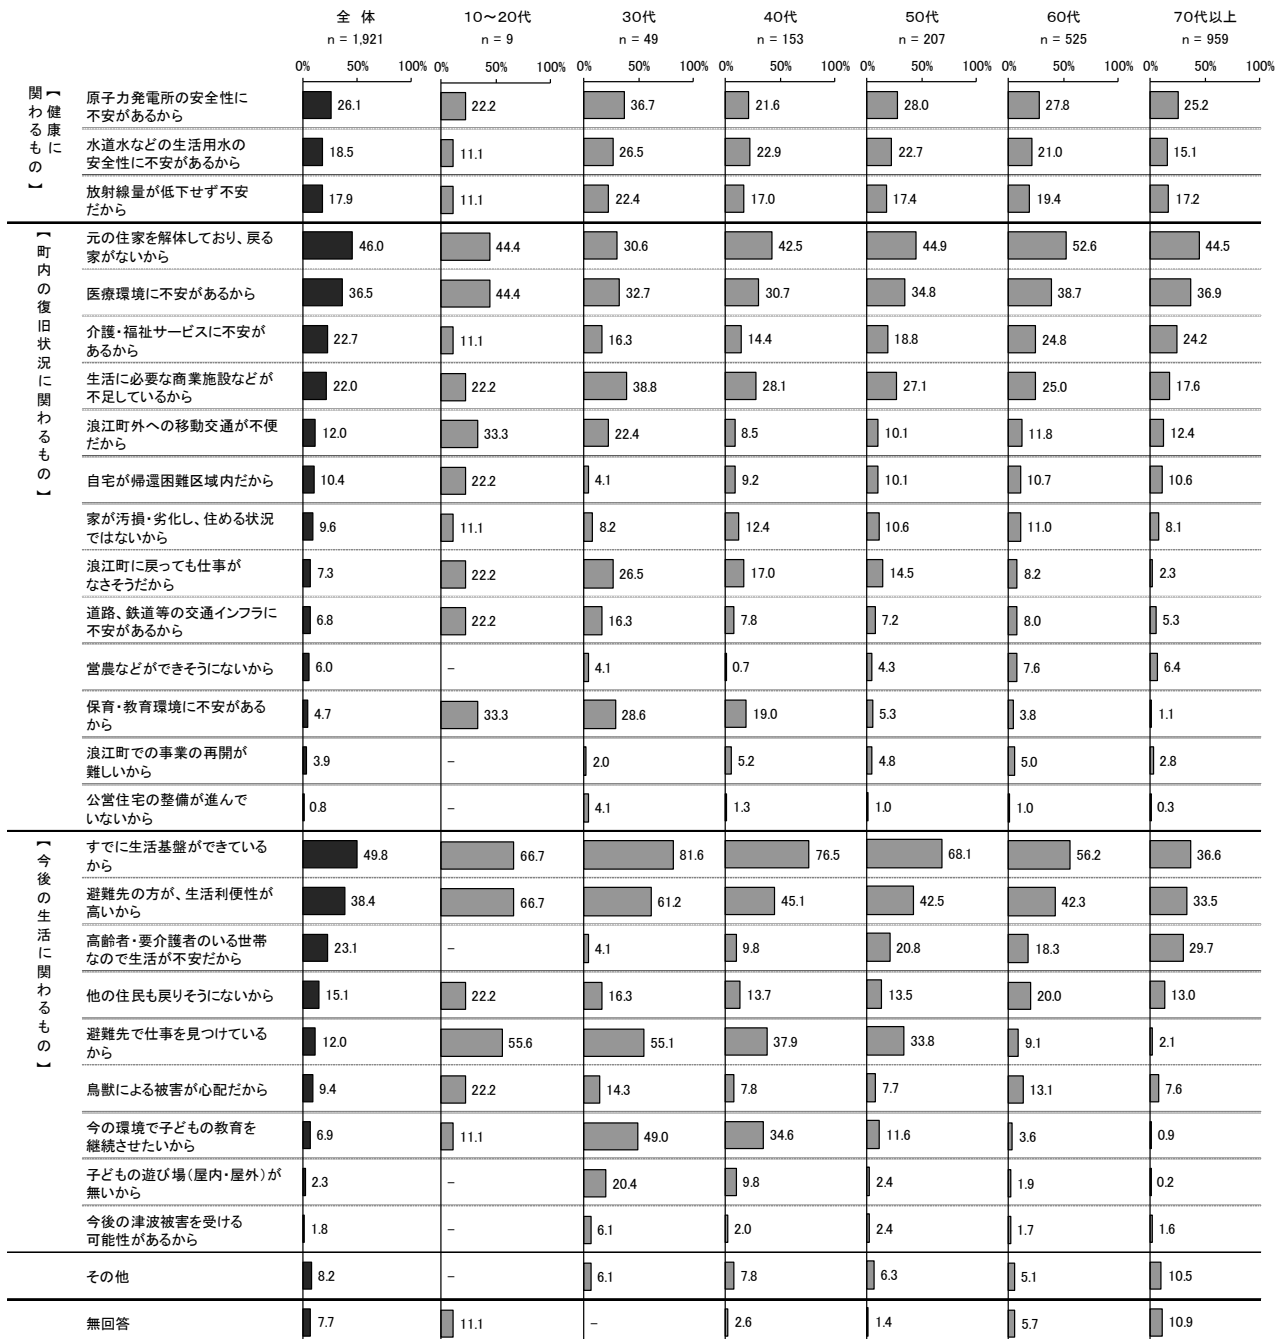 全 体
10～20代
30代
40代
50代
60代
70代以上
n = 1,921
n = 9
n = 49
n = 153
n = 207
n = 525
n = 959
0% 50% 100%
0% 50% 100%
0% 50% 100%
0% 50% 100%
0% 50% 100%
0% 50% 100%
0% 50% 100%
【健康に
関わるもの】
原子力発電所の安全性に
不安があるから
26.1 22.2 36.7 21.6 28.0 27.8 25.2
水道水などの生活用水の
安全性に不安があるから
18.5 11.1 26.5 22.9 22.7 21.0 15.1
放射線量が低下せず不安
だから
17.9 11.1 22.4 17.0 17.4 19.4 17.2
【町内の復旧状況に関わるもの】
元の住家を解体しており、戻る
家がないから
46.0 44.4 30.6 42.5 44.9 52.6 44.5
医療環境に不安があるから
36.5 44.4 32.7 30.7 34.8 38.7 36.9
介護・福祉サービスに不安が
あるから
22.7 11.1 16.3 14.4 18.8 24.8 24.2
生活に必要な商業施設などが
不足しているから
22.0 22.2 38.8 28.1 27.1 25.0 17.6
浪江町外への移動交通が不便
だから
12.0 33.3 22.4 8.5 10.1 11.8 12.4
自宅が帰還困難区域内だから
10.4 22.2 4.1 9.2 10.1 10.7 10.6
家が汚損・劣化し、住める状況
ではないから
9.6 11.1 8.2 12.4 10.6 11.0 8.1
浪江町に戻っても仕事が
なさそうだから
7.3 22.2 26.5 17.0 14.5 8.2 2.3
道路、鉄道等の交通インフラに
不安があるから
6.8 22.2 16.3 7.8 7.2 8.0 5.3
営農などができそうにないから
6.0 － 4.1 0.7 4.3 7.6 6.4
保育・教育環境に不安がある
から
4.7 33.3 28.6 19.0 5.3 3.8 1.1
浪江町での事業の再開が
難しいから
3.9 － 2.0 5.2 4.8 5.0 2.8
公営住宅の整備が進んで
いないから
0.8 － 4.1 1.3 1.0 1.0 0.3
【今後の生活に関わるもの】
すでに生活基盤ができている
から
49.8 66.7 81.6 76.5 68.1 56.2 36.6
避難先の方が、生活利便性が
高いから
38.4 66.7 61.2 45.1 42.5 42.3 33.5
高齢者・要介護者のいる世帯
なので生活が不安だから
23.1 － 4.1 9.8 20.8 18.3 29.7
他の住民も戻りそうにないから
15.1 22.2 16.3 13.7 13.5 20.0 13.0
避難先で仕事を見つけている
から
12.0 55.6 55.1 37.9 33.8 9.1 2.1
鳥獣による被害が心配だから
9.4 22.2 14.3 7.8 7.7 13.1 7.6
今の環境で子どもの教育を
継続させたいから
6.9 11.1 49.0 34.6 11.6 3.6 0.9
子どもの遊び場（屋内・屋外）が
無いから
2.3 － 20.4 9.8 2.4 1.9 0.2
今後の津波被害を受ける
可能性があるから
1.8 － 6.1 2.0 2.4 1.7 1.6
その他
8.2 － 6.1 7.8 6.3 5.1 10.5
無回答
7.7 11.1 － 2.6 1.4 5.7 10.9